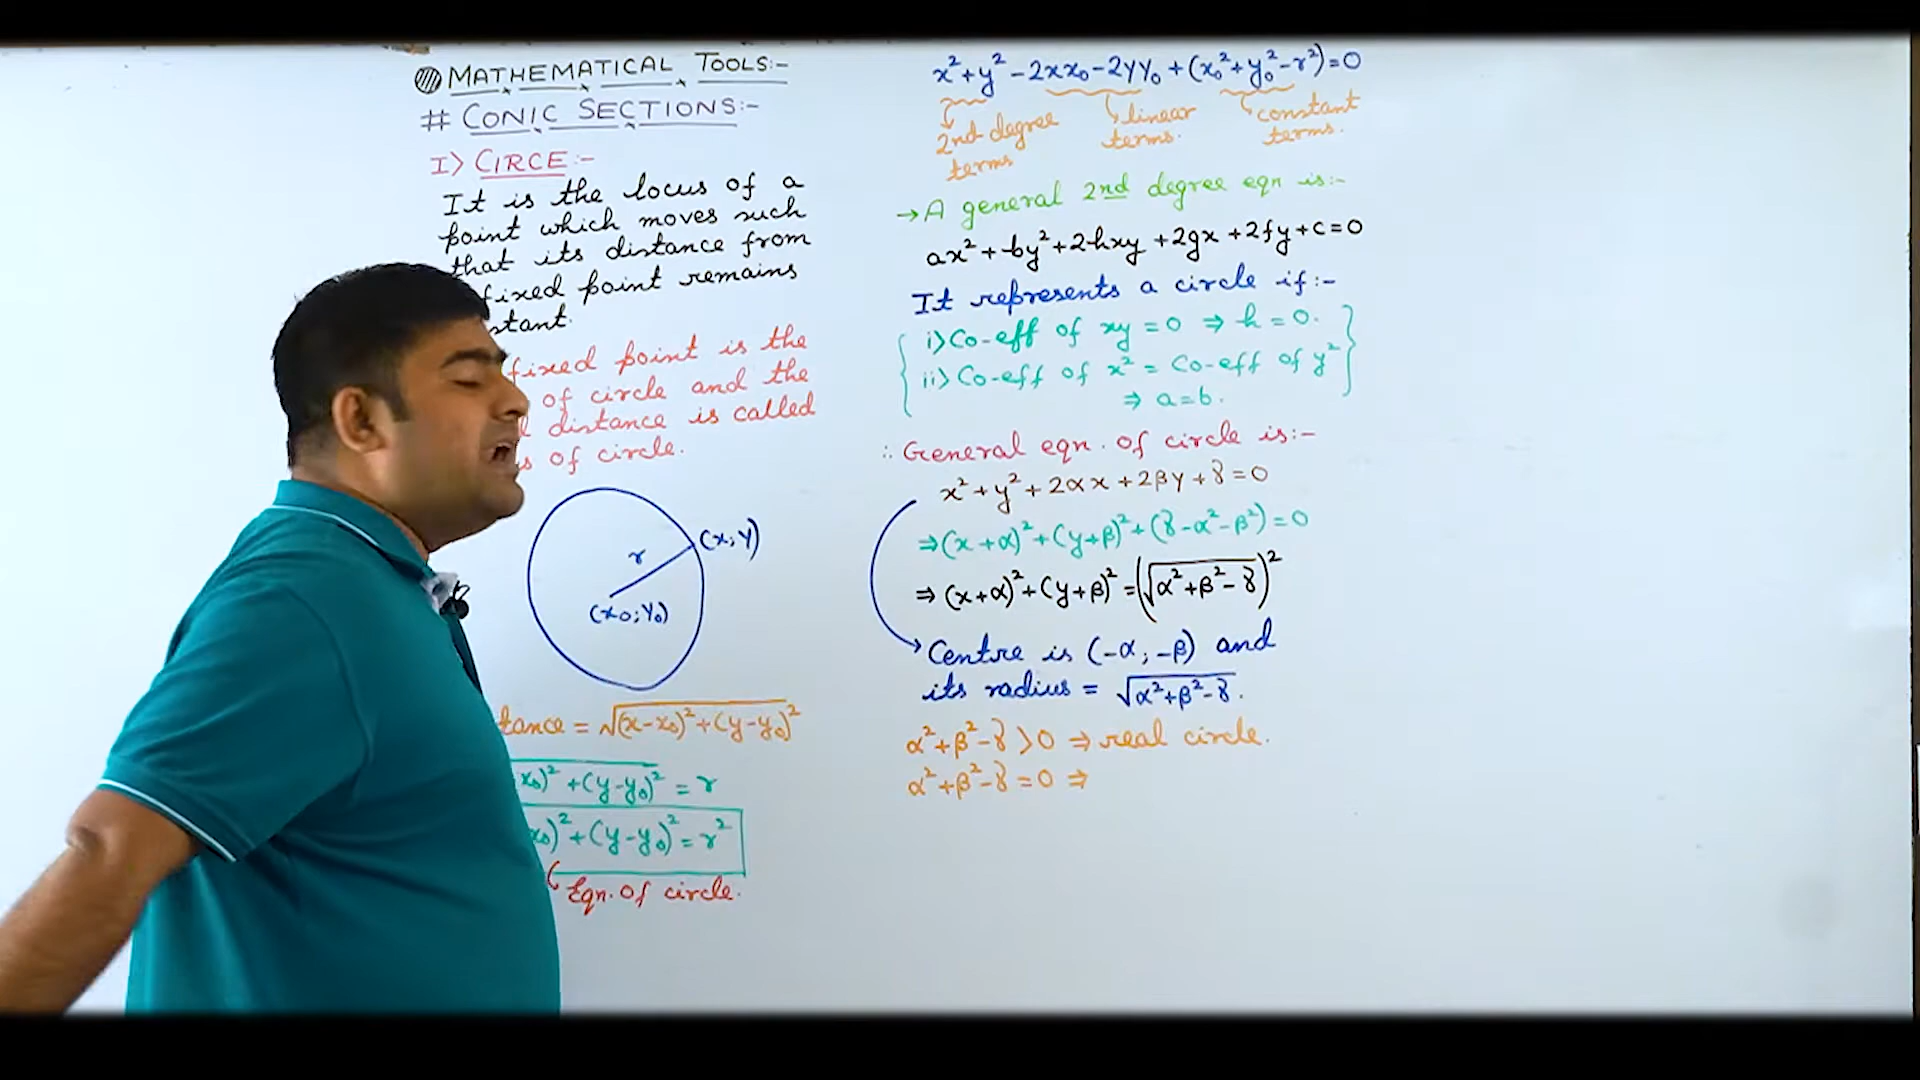 MATHEMATICAL TOOLS:-
# CONIC SECTIONS:-
I> CIRCE:-
It is the locus of a
point which moves such
that its distance from
fixed point remains
stant.
fixed point is the
of circle and the
distance is called
s of circle.
r
(x; y)
(x₀; y₀)
tance = √(x-x₀)²+(y-y₀)²
x₀)² + (y-y₀)² = r
x₀)² + (y-y₀)² = r²
Eqn. of circle.
x²+y²-2xx₀-2yy₀+(x₀²+y₀²-r²)=0
2nd degree terms
linear terms.
constant terms.
→ A general 2nd degree eqn is:-
ax²+by²+2hxy+2gx+2fy+c=0
It represents a circle if:-
i> Co-eff of xy = 0 ⇒ h = 0.
ii> Co-eff of x² = Co-eff of y²
⇒ a=b.
∴ General eqn. of circle is:-
x²+y²+2αx+2βy+γ=0
⇒(x+α)²+(y+β)²+(γ-α²-β²)=0
⇒ (x+α)²+(y+β)²=(√α²+β²-γ)²
Centre is (-α; -β) and
its radius = √α²+β²-γ.
α²+β²-γ>0 ⇒ real circle.
α²+β²-γ=0 ⇒